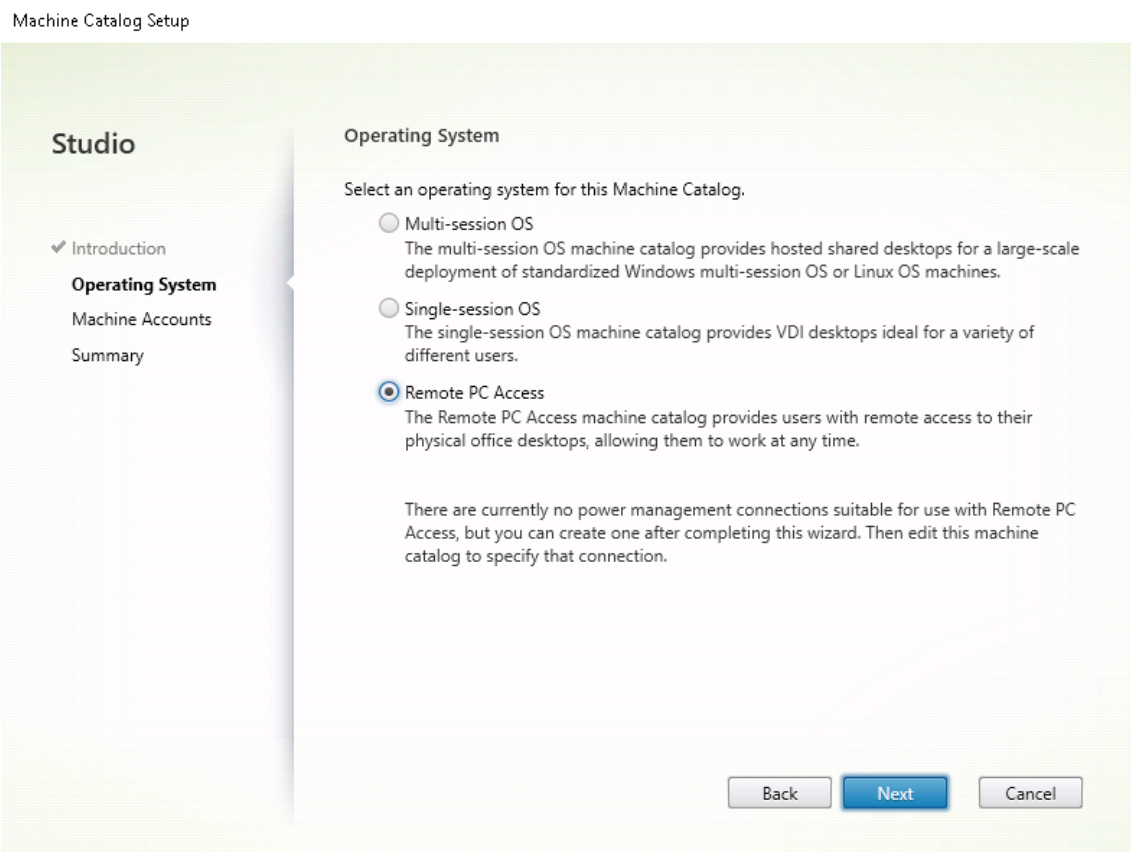 Machine Catalog Setup
Studio
Introduction
Operating System
Machine Accounts
Summary
Operating System
Select an operating system for this Machine Catalog.
Multi-session OS
The multi-session OS machine catalog provides hosted shared desktops for a large-scale
deployment of standardized Windows multi-session OS or Linux OS machines.
Single-session OS
The single-session OS machine catalog provides VDI desktops ideal for a variety of
different users.
Remote PC Access
The Remote PC Access machine catalog provides users with remote access to their
physical office desktops, allowing them to work at any time.
There are currently no power management connections suitable for use with Remote PC
Access, but you can create one after completing this wizard. Then edit this machine
catalog to specify that connection.
Back
Next
Cancel